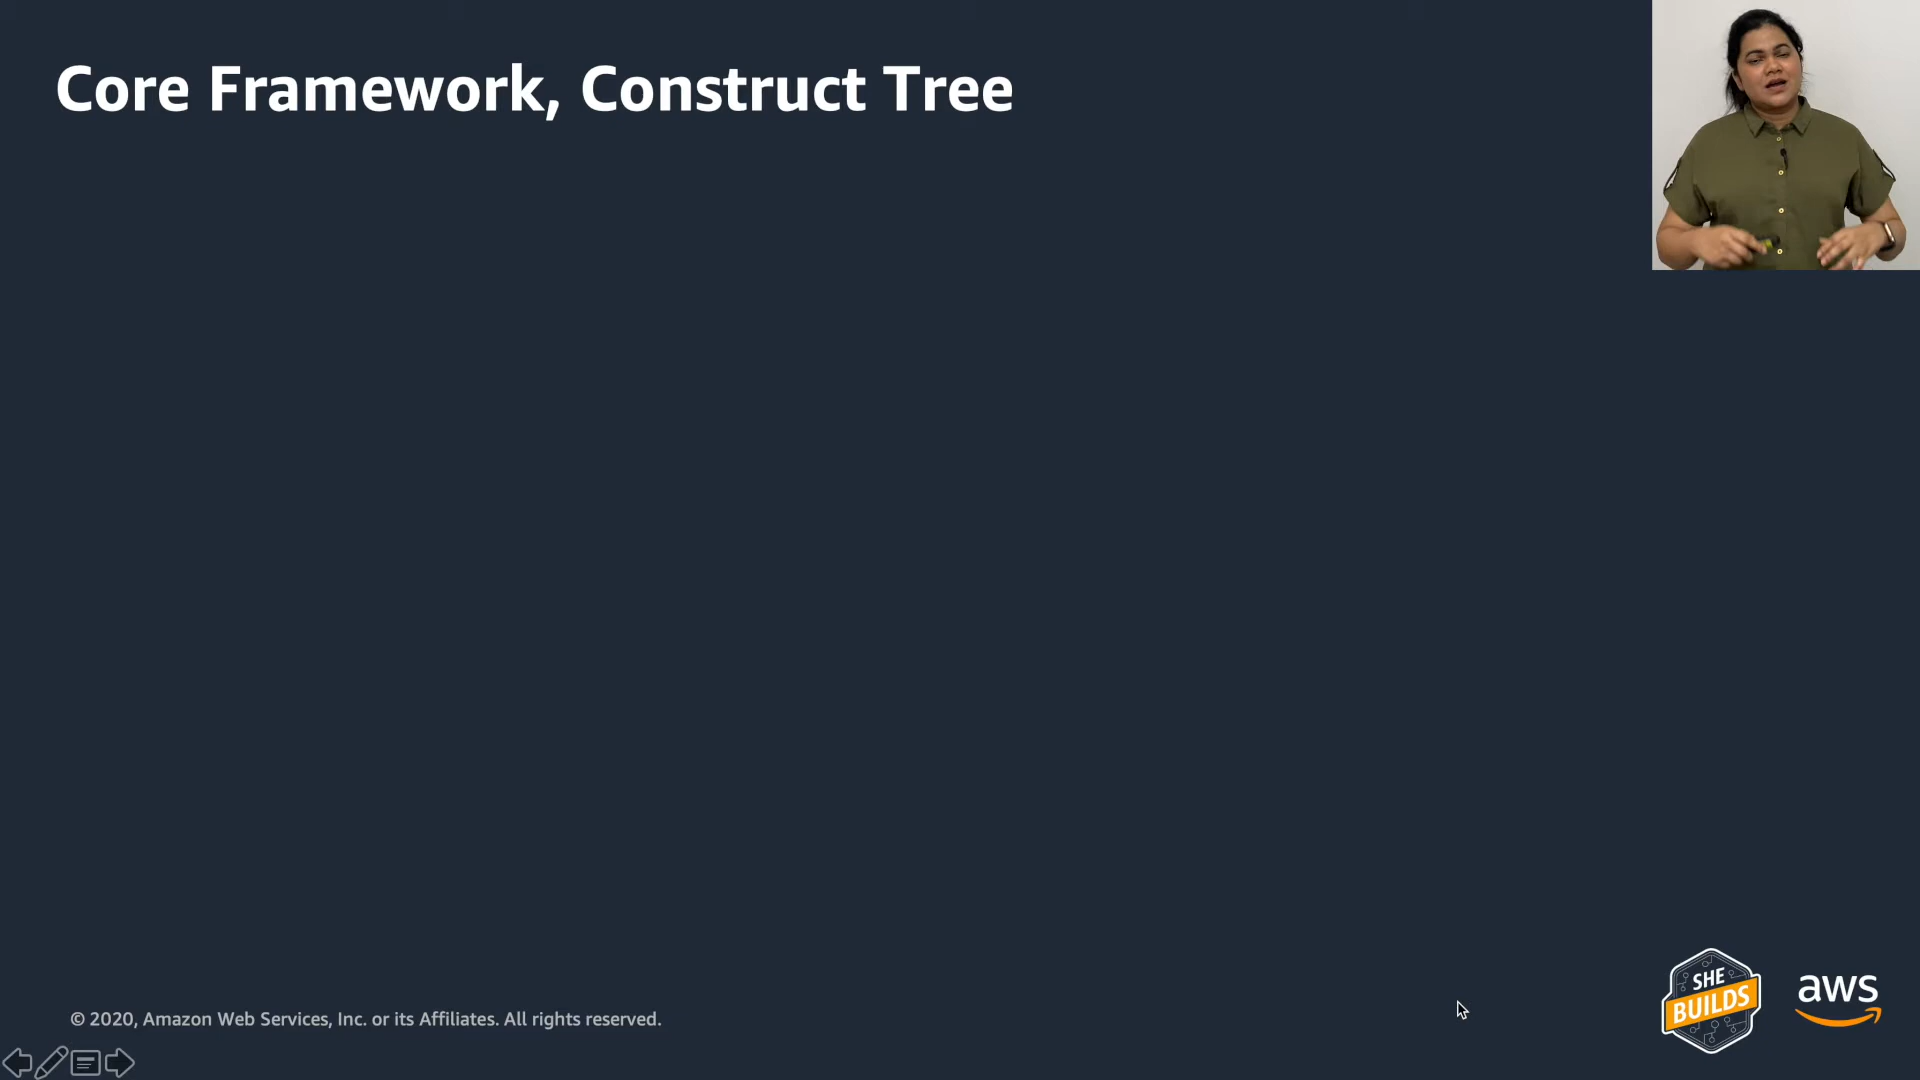 Core Framework, Construct Tree
SHE
BUILDS
aws
© 2020, Amazon Web Services, Inc. or its Affiliates. All rights reserved.